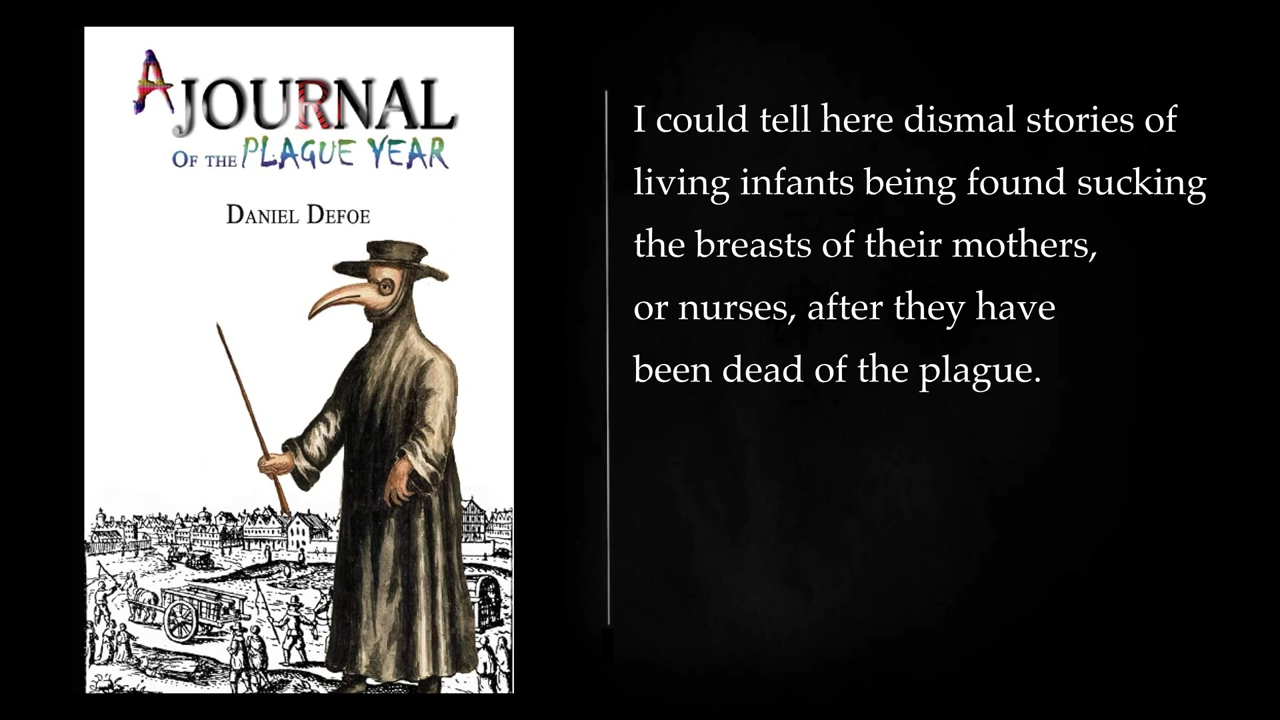 A JOURNAL
OF THE PLAGUE YEAR
DANIEL DEFOE
I could tell here dismal stories of
living infants being found sucking
the breasts of their mothers,
or nurses, after they have
been dead of the plague.